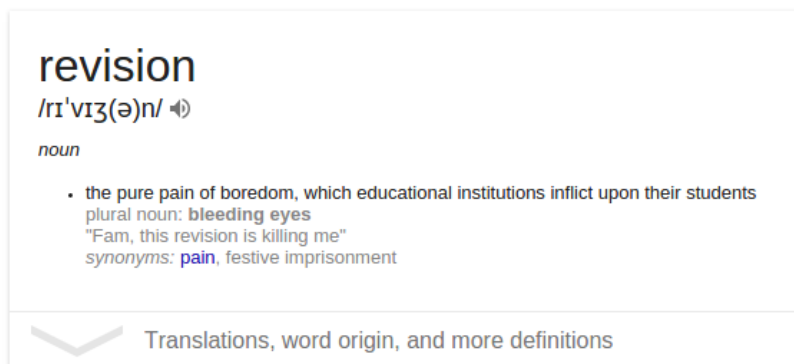 revision
/rɪˈvɪʒ(ə)n/
noun
• the pure pain of boredom, which educational institutions inflict upon their students
plural noun: bleeding eyes
"Fam, this revision is killing me"
synonyms: pain, festive imprisonment
Translations, word origin, and more definitions